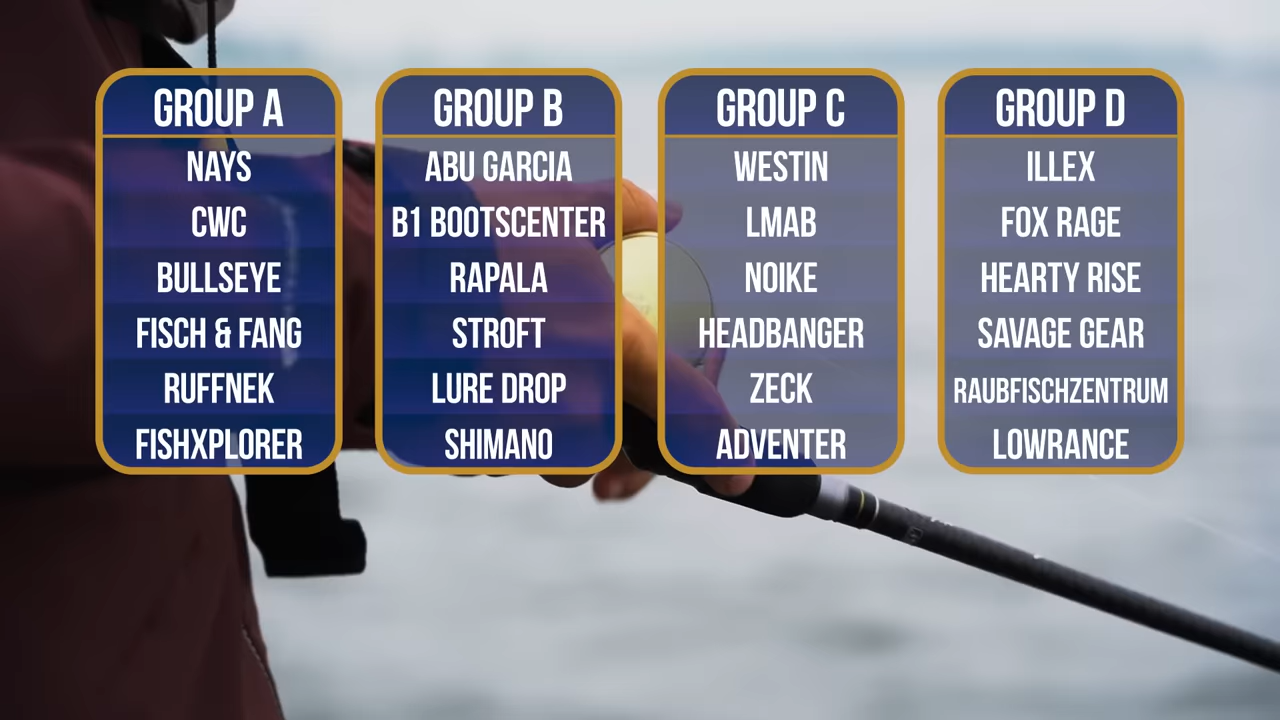 GROUP A
NAYS
CWC
BULLSEYE
FISCH & FANG
RUFFNEK
FISHXPLORER
GROUP B
ABU GARCIA
B1 BOOTSCENTER
RAPALA
STROFT
LURE DROP
SHIMANO
GROUP C
WESTIN
LMAB
NOIKE
HEADBANGER
ZECK
ADVENTER
GROUP D
ILLEX
FOX RAGE
HEARTY RISE
SAVAGE GEAR
RAUBFISCHZENTRUM
LOWRANCE